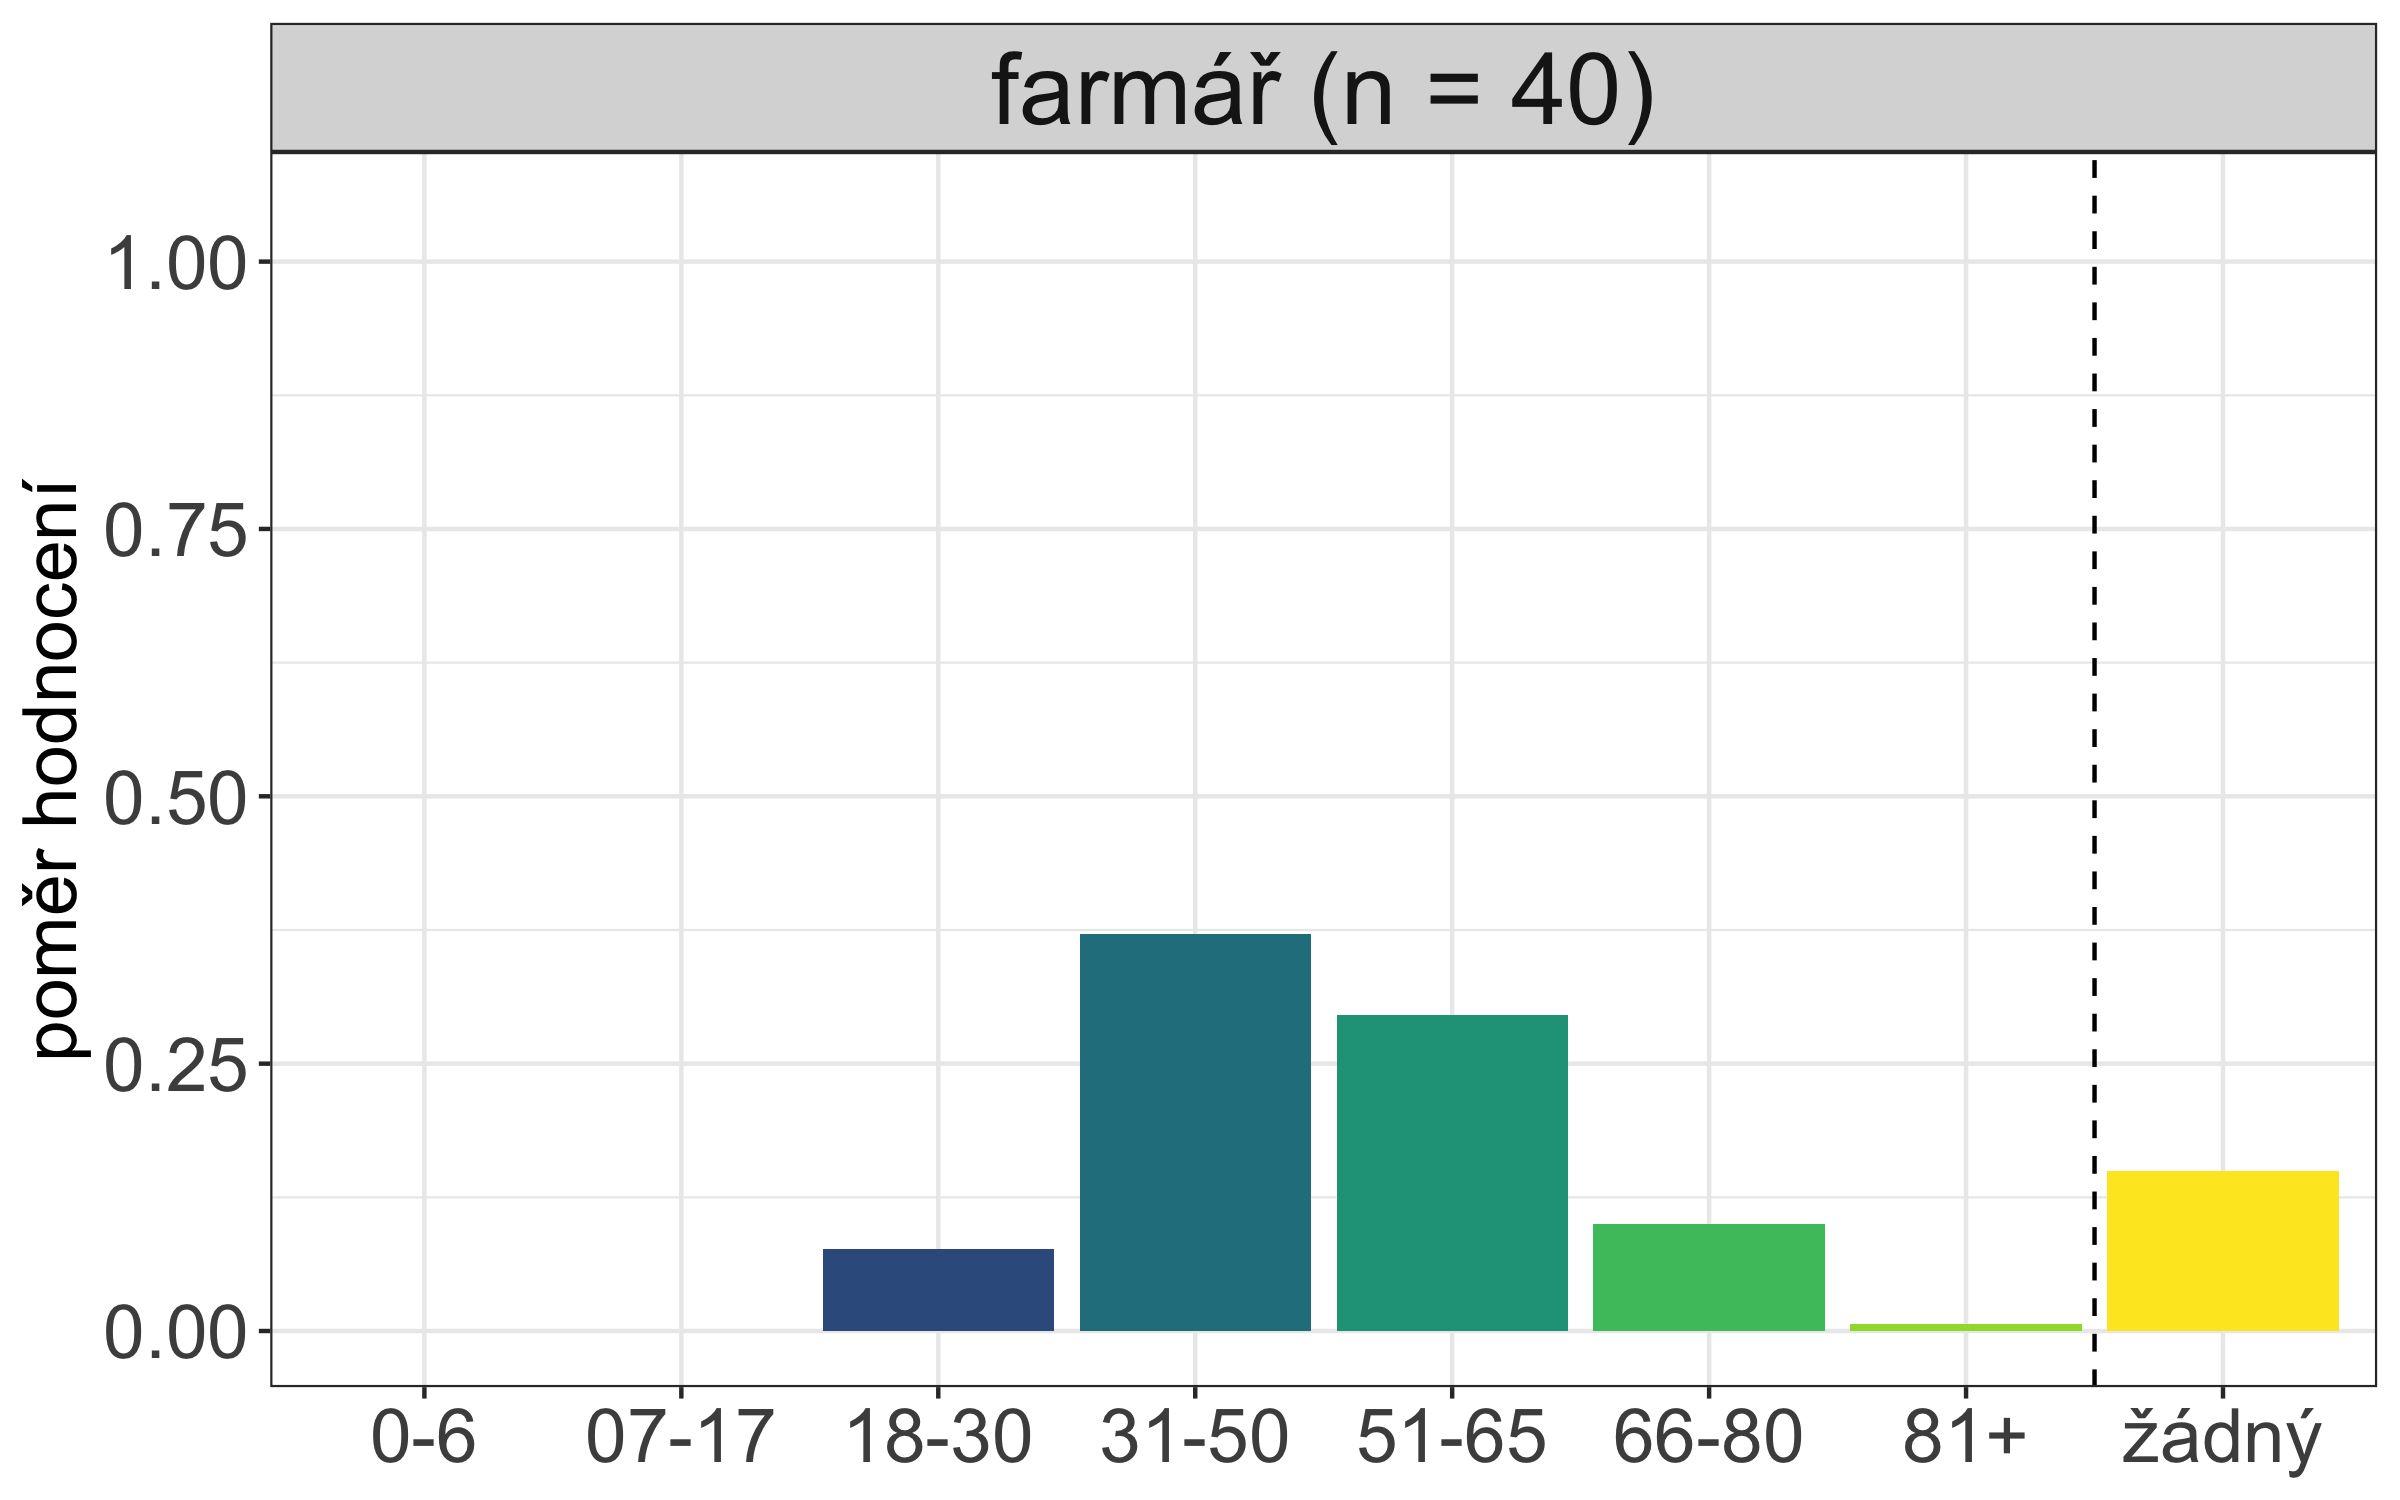 farmář (n = 40)
poměr hodnocení
1.00
0.75
0.50
0.25
0.00
0-6 07-17 18-30 31-50 51-65 66-80 81+ žádný